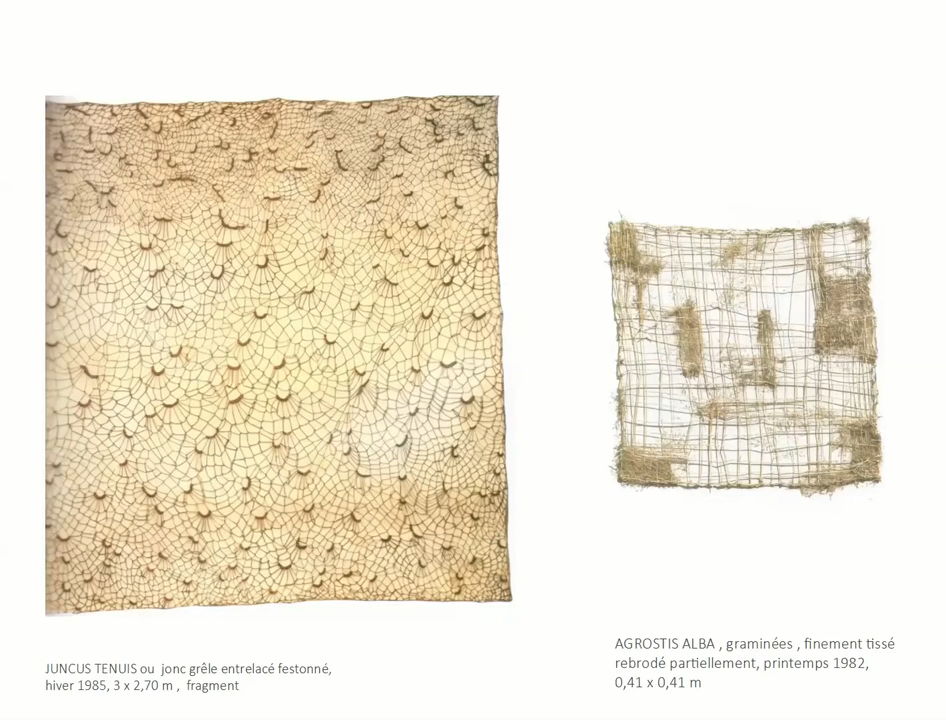 JUNCUS TENUIS ou jonc grêle entrelacé festonné,
hiver 1985, 3 x 2,70 m , fragment
AGROSTIS ALBA , graminées , finement tissé
rebrodé partiellement, printemps 1982,
0,41 x 0,41 m